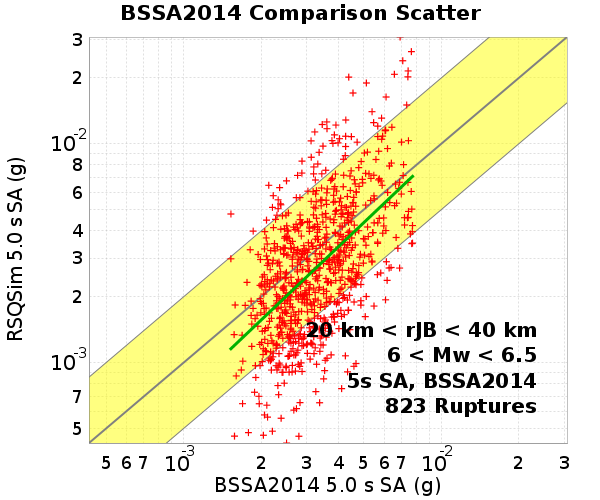 BSSA2014 Comparison Scatter
RSQSim 5.0 s SA (g)
3
2
10-2
8
6
4
3
2
10-3
7
5
20 km < rJB < 40 km
6 < Mw < 6.5
5s SA, BSSA2014
823 Ruptures
5 6 7 10-3 2 3 4 5 6 7 10-2 2 3
BSSA2014 5.0 s SA (g)